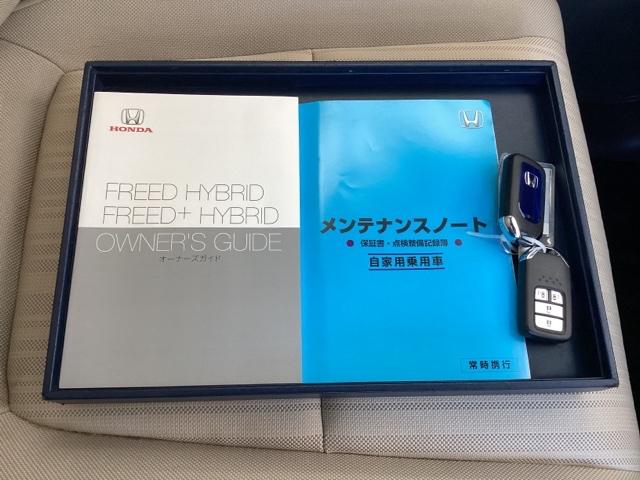 HONDA
FREED HYBRID
FREED+ HYBRID
OWNER'S GUIDE
オーナーズガイド
メンテナンスノート
保証書・点検整備記録簿
自家用乗用車
常時携行